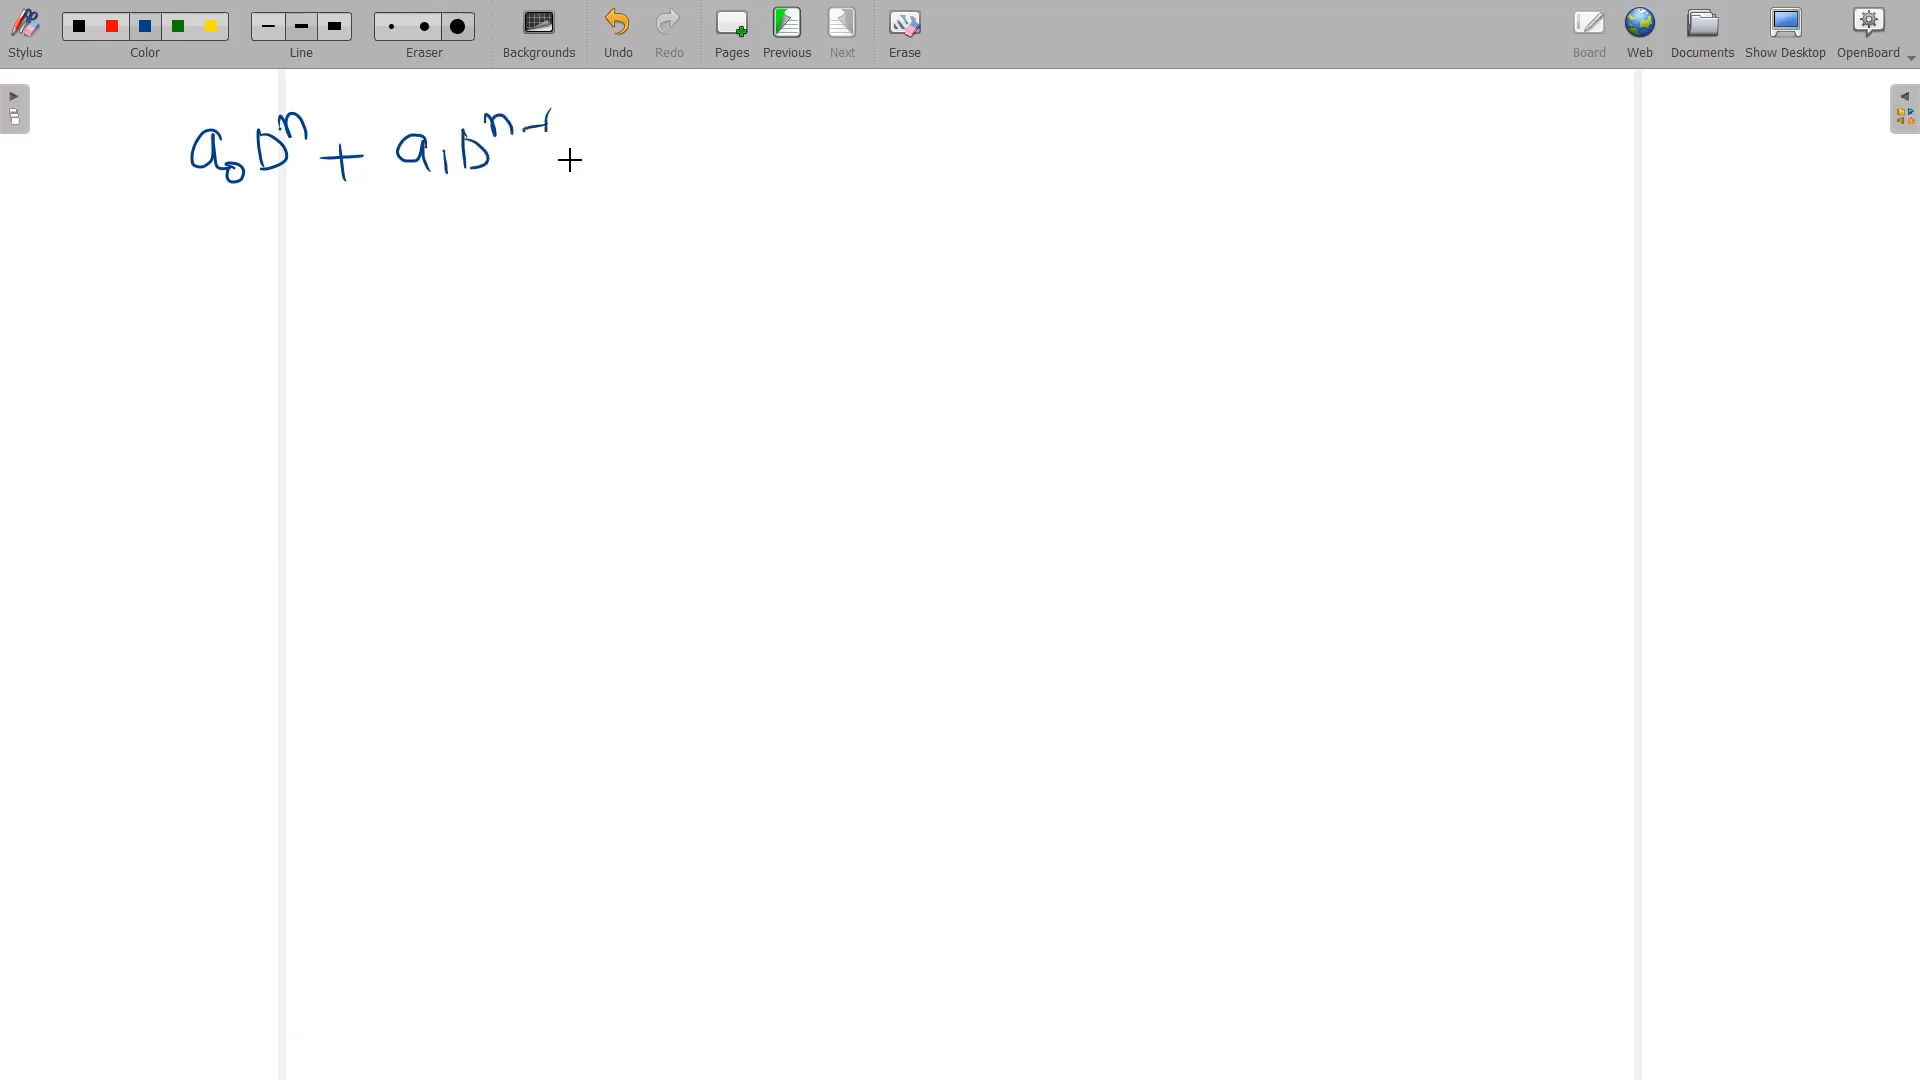 Stylus Color Line Eraser Backgrounds Undo Redo Pages Previous Next Erase Board Web Documents Show Desktop OpenBoard
a₀Dⁿ + a₁Dⁿ⁻¹